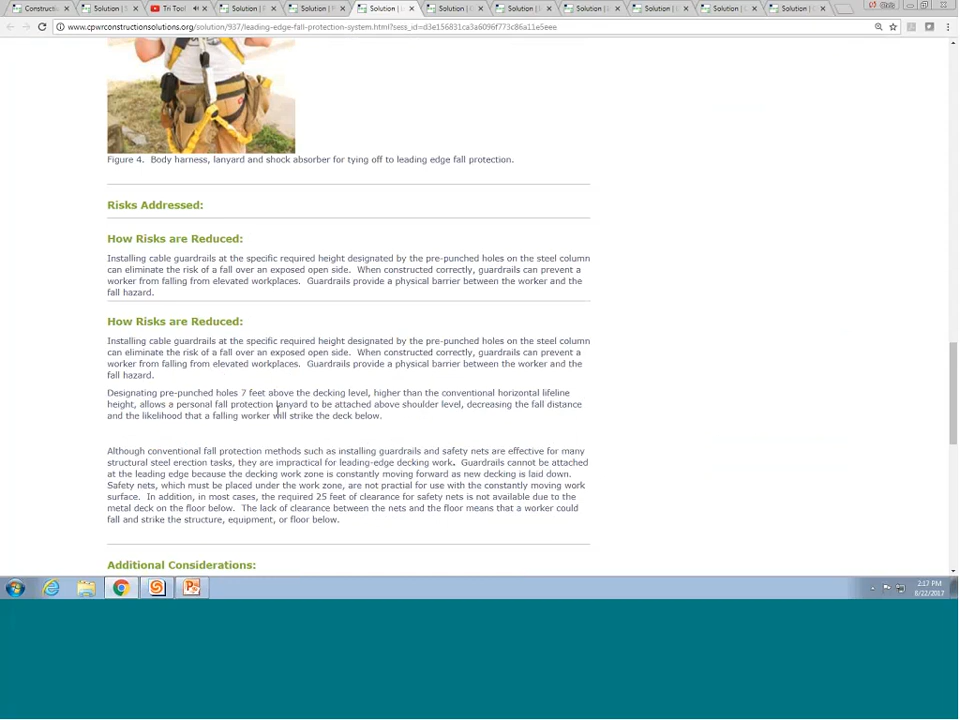 Constructi
Solution | 
Tri Tool
Solution |
Solution |
Solution |
Solution |
Solution |
Solution |
Solution |
Solution |
Solution |
Chris
www.cpwrconstructionsolutions.org/solution/937/leading-edge-fall-protection-system.html?sess_id=d3e156831ca3a6096f773c86a11e5eee
Figure 4. Body harness, lanyard and shock absorber for tying off to leading edge fall protection.
Risks Addressed:
How Risks are Reduced:
Installing cable guardrails at the specific required height designated by the pre-punched holes on the steel column
can eliminate the risk of a fall over an exposed open side. When constructed correctly, guardrails can prevent a
worker from falling from elevated workplaces. Guardrails provide a physical barrier between the worker and the
fall hazard.
How Risks are Reduced:
Installing cable guardrails at the specific required height designated by the pre-punched holes on the steel column
can eliminate the risk of a fall over an exposed open side. When constructed correctly, guardrails can prevent a
worker from falling from elevated workplaces. Guardrails provide a physical barrier between the worker and the
fall hazard.
Designating pre-punched holes 7 feet above the decking level, higher than the conventional horizontal lifeline
height, allows a personal fall protection lanyard to be attached above shoulder level, decreasing the fall distance
and the likelihood that a falling worker will strike the deck below.
Although conventional fall protection methods such as installing guardrails and safety nets are effective for many
structural steel erection tasks, they are impractical for leading-edge decking work. Guardrails cannot be attached
at the leading edge because the decking work zone is constantly moving forward as new decking is laid down.
Safety nets, which must be placed under the work zone, are not practial for use with the constantly moving work
surface. In addition, in most cases, the required 25 feet of clearance for safety nets is not available due to the
metal deck on the floor below. The lack of clearance between the nets and the floor means that a worker could
fall and strike the structure, equipment, or floor below.
Additional Considerations:
2:17 PM
8/22/2017